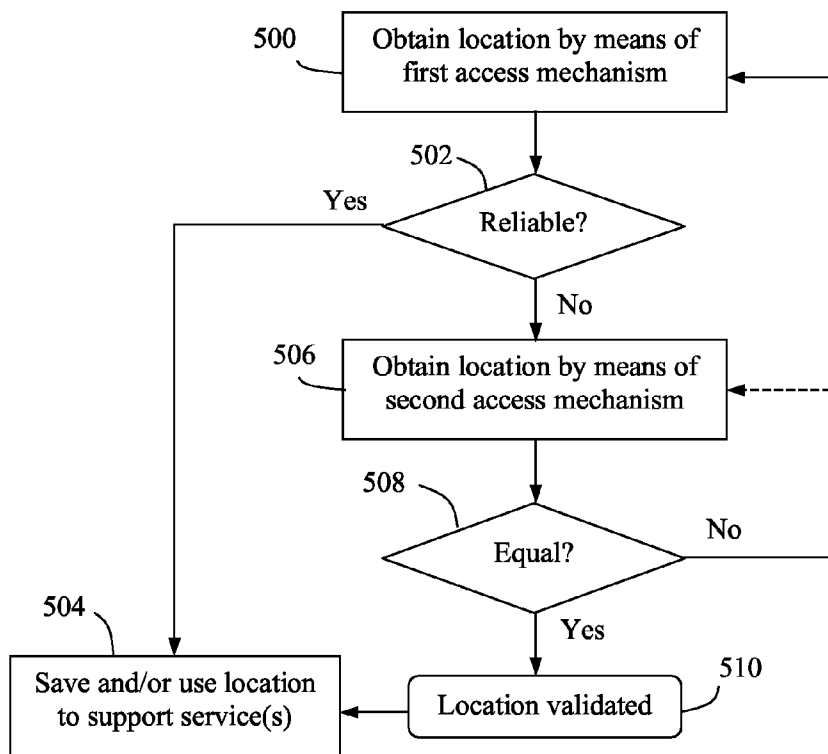 500
Obtain location by means of
first access mechanism
502
Yes
Reliable?
No
506
Obtain location by means of
second access mechanism
508
No
Equal?
504
Yes
Save and/or use location
to support service(s)
Location validated
510